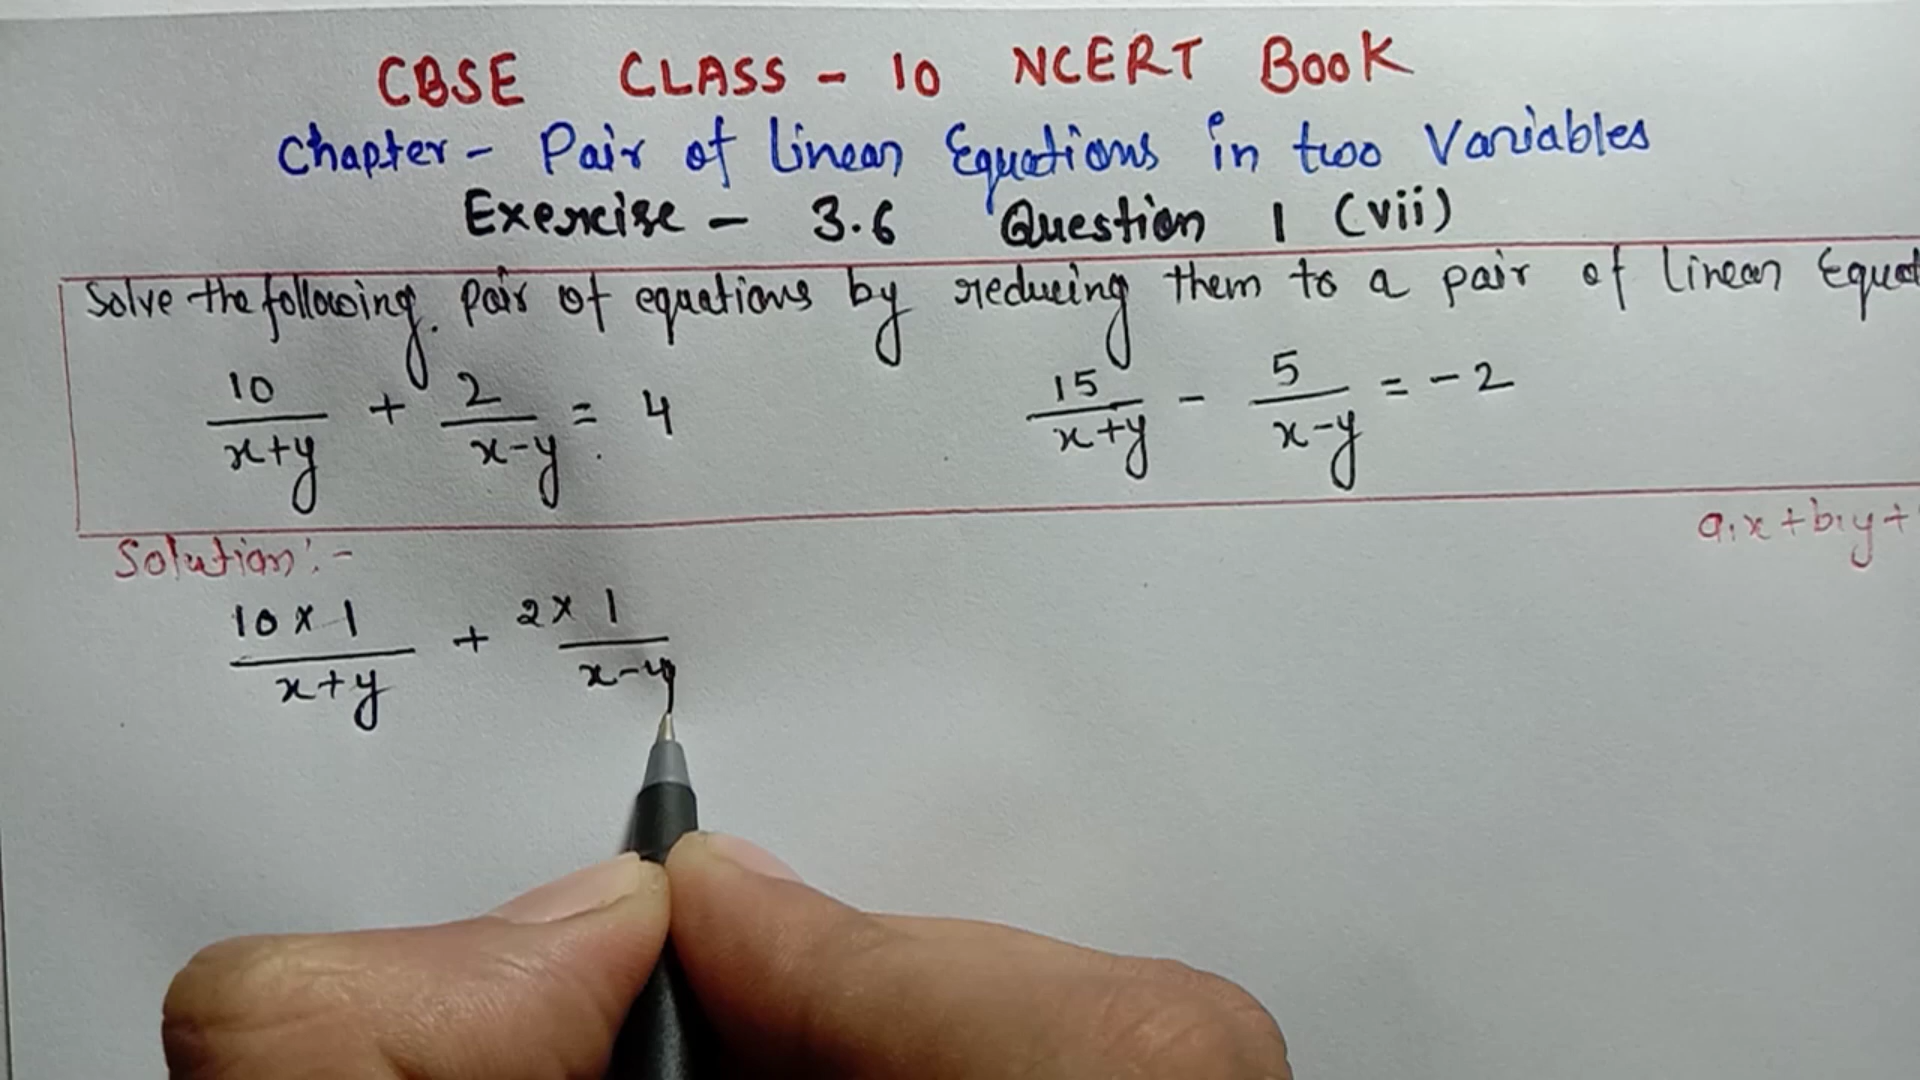 CBSE CLASS - 10 NCERT BOOK
Chapter - Pair of Linear Equations in two Variables
Exercise - 3.6 Question 1 (vii)
Solve the following pair of equations by reducing them to a pair of linear Equat
10/(x+y) + 2/(x-y) = 4 15/(x+y) - 5/(x-y) = -2
a₁x + b₁y +
Solution :-
(10 × 1)/(x+y) + 2 × 1/(x-y)